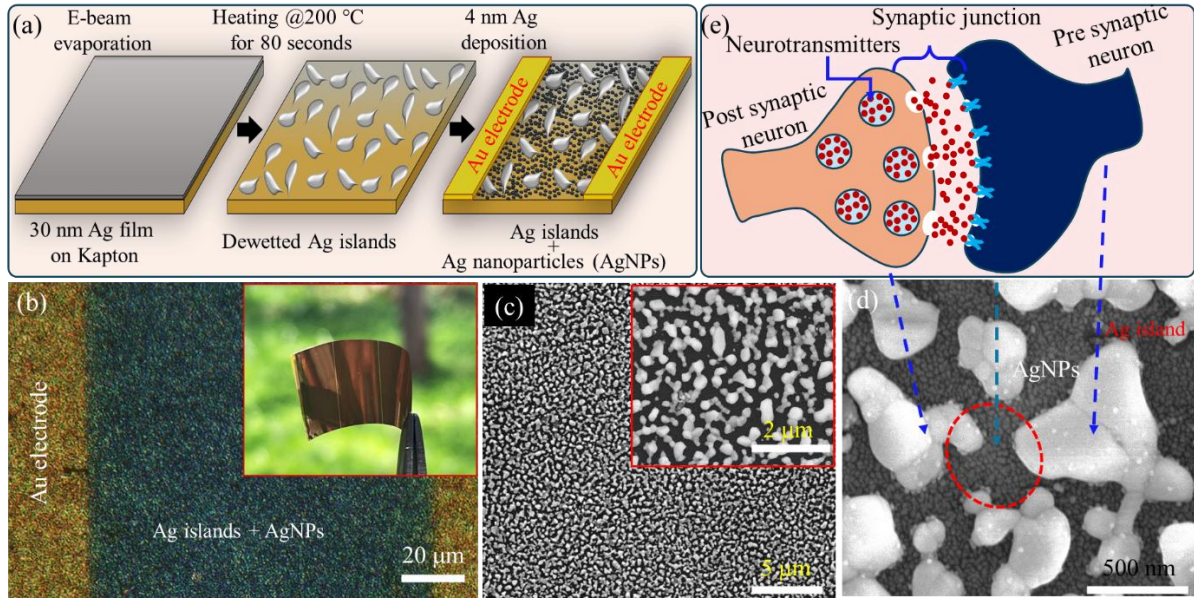 (a)
E-beam
evaporation
Heating @200 °C
for 80 seconds
4 nm Ag
deposition
Au electrode
Au electrode
30 nm Ag film
on Kapton
Dewetted Ag islands
Ag islands
+
Ag nanoparticles (AgNPs)
(e)
Synaptic junction
Neurotransmitters
Pre synaptic
neuron
Post synaptic
neuron
(b)
Au electrode
Ag islands + AgNPs
20 μm
(c)
2 μm
5 μm
(d)
Ag island
AgNPs
500 nm